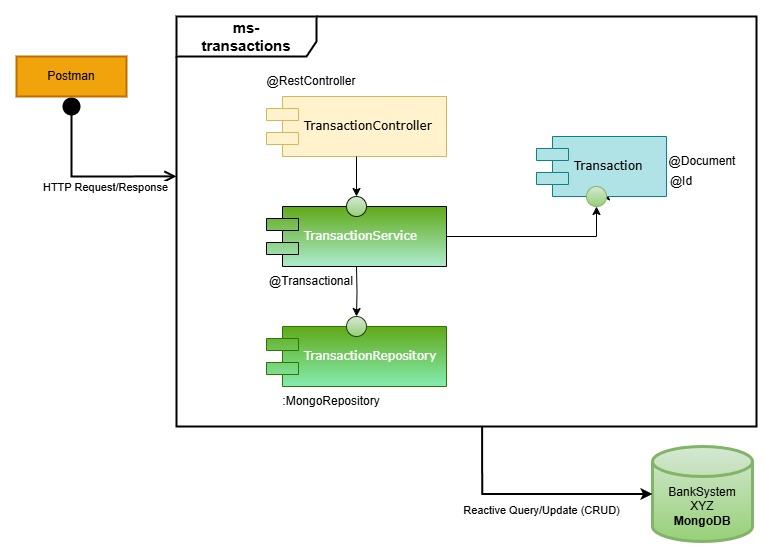 ms-
transactions
Postman
@RestController
TransactionController
Transaction
@Document
@Id
HTTP Request/Response
TransactionService
@Transactional
TransactionRepository
:MongoRepository
BankSystem
XYZ
MongoDB
Reactive Query/Update (CRUD)